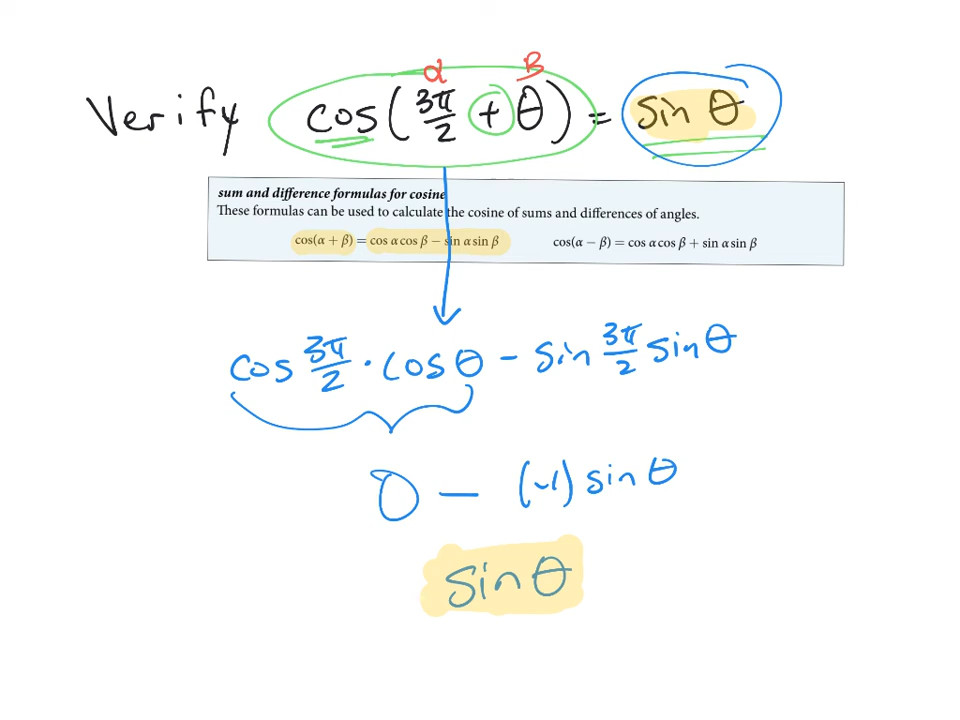 α β
Verify cos(3π/2 + θ) = sin θ
sum and difference formulas for cosine
These formulas can be used to calculate the cosine of sums and differences of angles.
cos(α + β) = cos α cos β − sin α sin β cos(α − β) = cos α cos β + sin α sin β
cos 3π/2 · cos θ − sin 3π/2 sin θ
0 − (-1) sin θ
sin θ